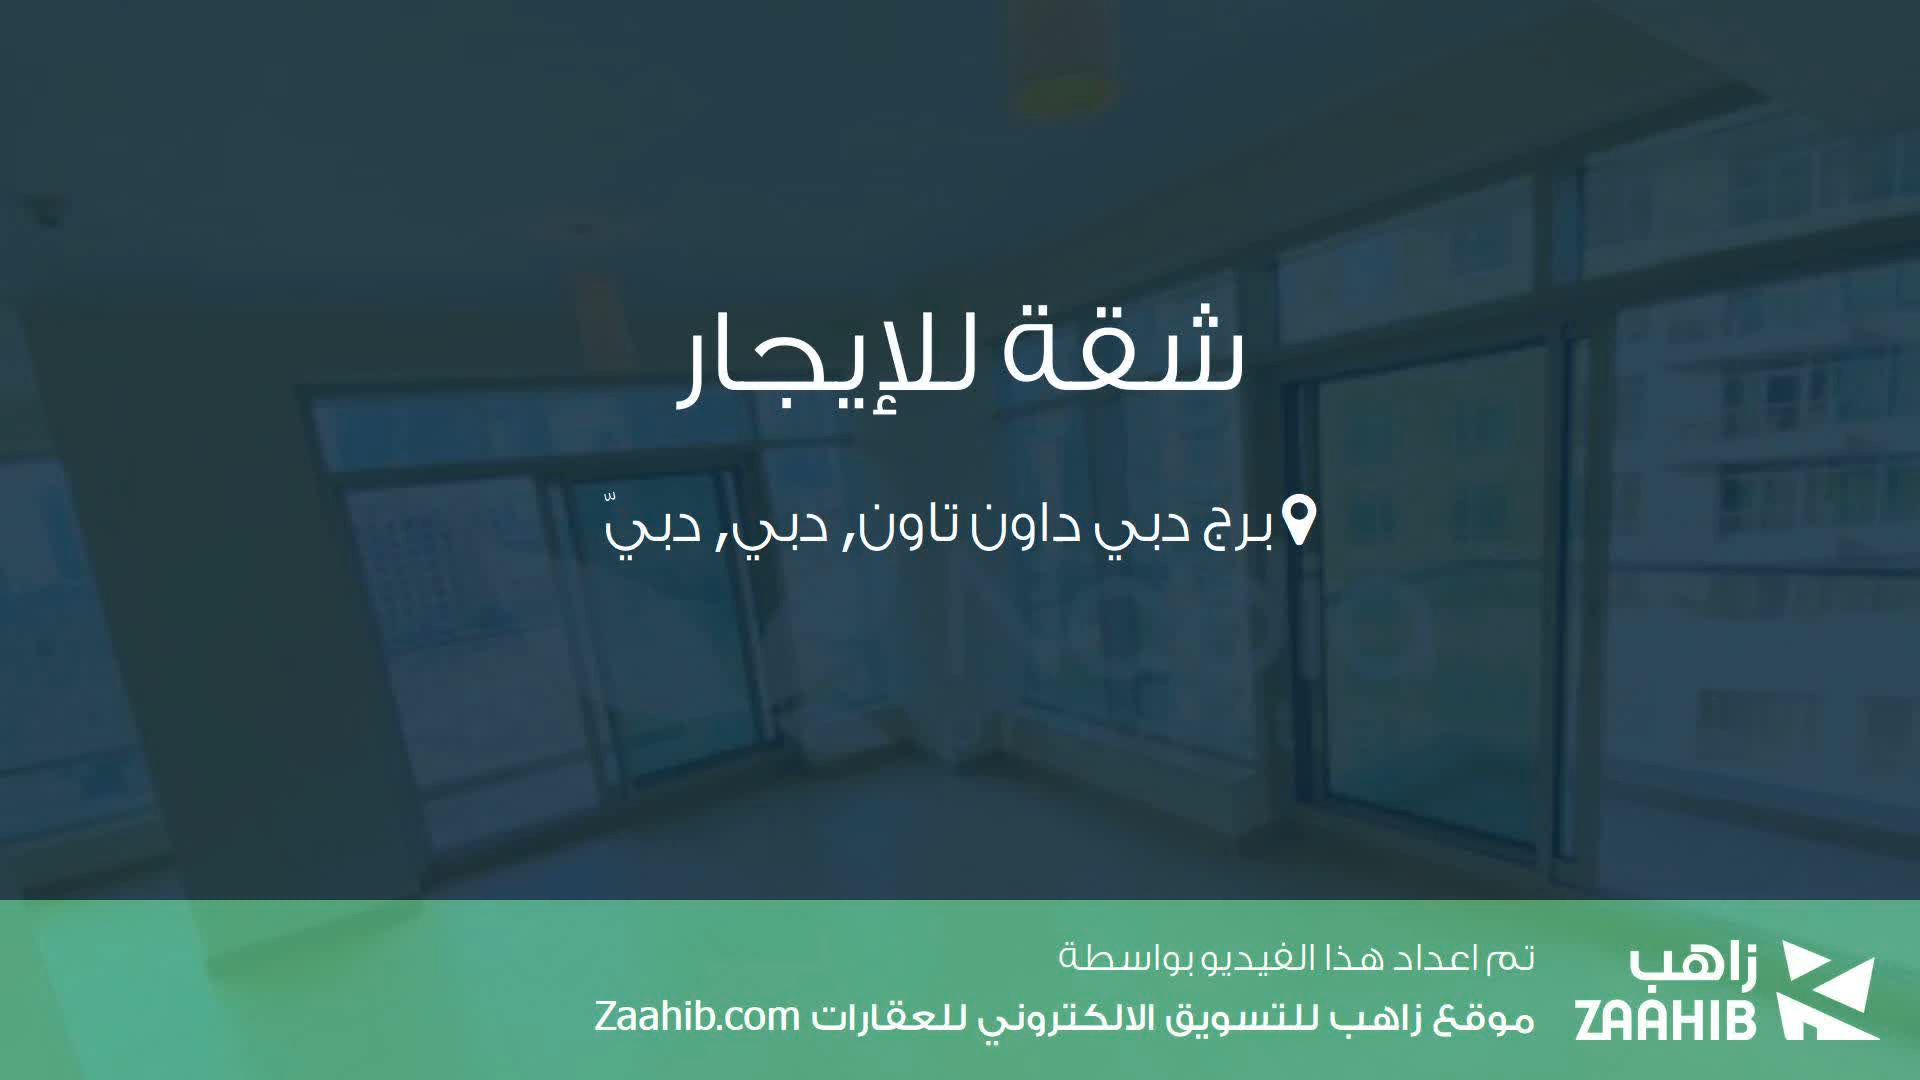 شقة للإيجار
برج دبي داون تاون, دبي, دبيّ
تم اعداد هذا الفيديو بواسطة
موقع زاهب للتسويق الالكتروني للعقارات Zaahib.com
زاهب
ZAAHIB